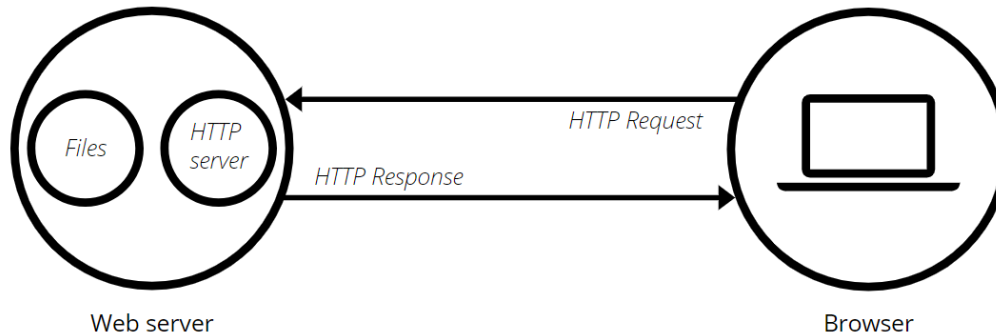 Files
HTTP
server
HTTP Request
HTTP Response
Web server
Browser